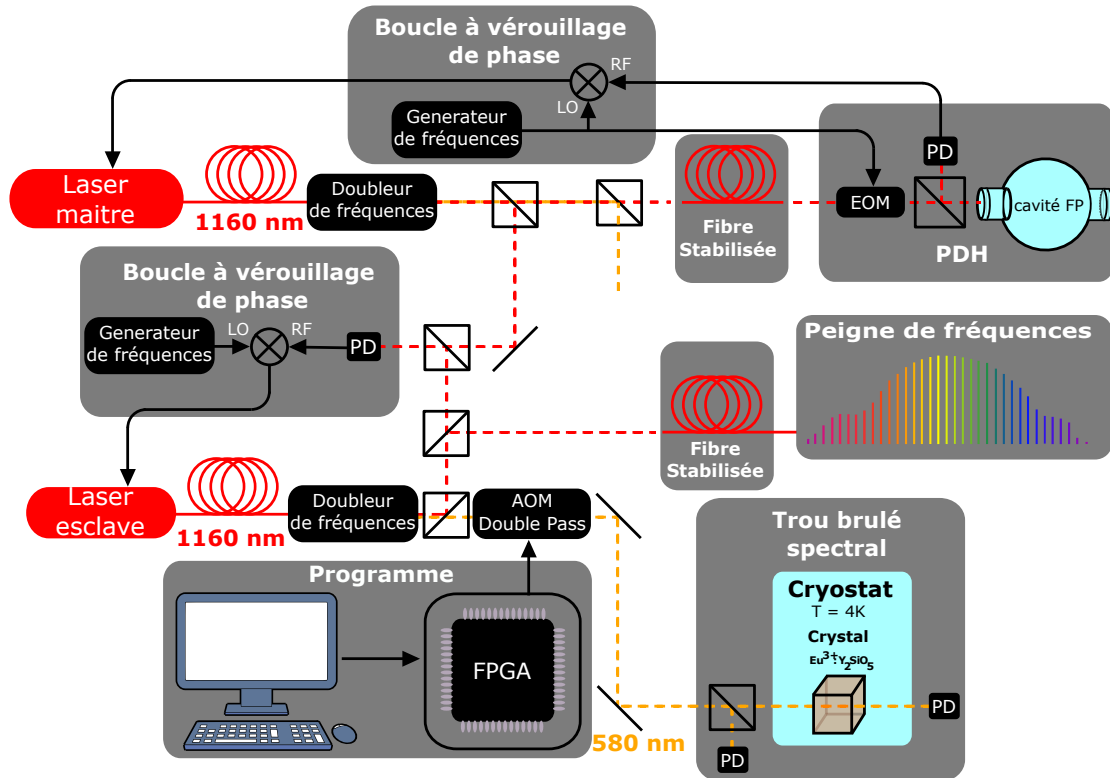 Boucle à vérouillage
de phase
RF
LO
Generateur
de fréquences
PD
Laser
maitre
1160 nm
Doubleur
de fréquences
Fibre
Stabilisée
EOM
cavité FP
PDH
Boucle à vérouillage
de phase
Generateur
de fréquences
LO
RF
PD
Peigne de fréquences
Fibre
Stabilisée
Laser
esclave
1160 nm
Doubleur
de fréquences
AOM
Double Pass
Trou brulé
spectral
Programme
FPGA
Cryostat
T = 4K
Crystal
Eu³⁺:Y₂SiO₅
PD
580 nm
PD